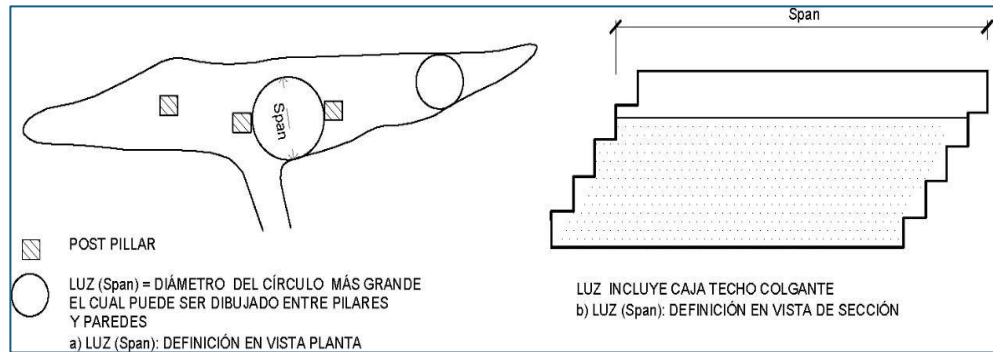 Span
Span
POST PILLAR
LUZ (Span) = DIÁMETRO DEL CÍRCULO MÁS GRANDE
EL CUAL PUEDE SER DIBUJADO ENTRE PILARES
Y PAREDES
a) LUZ (Span): DEFINICIÓN EN VISTA PLANTA
LUZ INCLUYE CAJA TECHO COLGANTE
b) LUZ (Span): DEFINICIÓN EN VISTA DE SECCIÓN